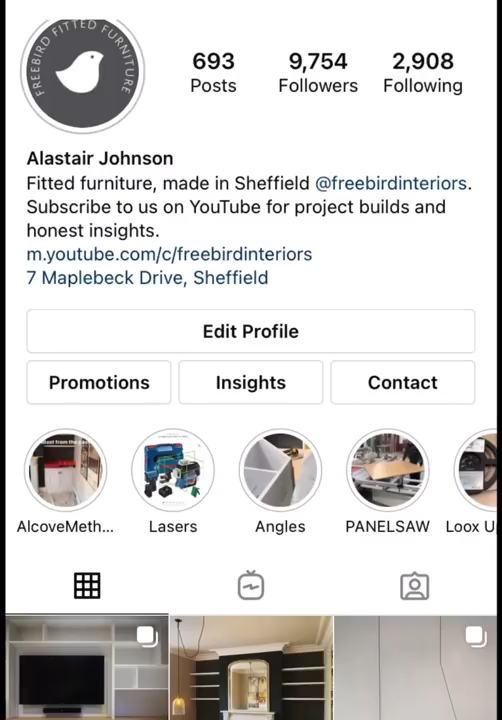 FREEBIRD FITTED FURNITURE
693
9,754
2,908
Posts
Followers
Following
Alastair Johnson
Fitted furniture, made in Sheffield @freebirdinteriors.
Subscribe to us on YouTube for project builds and
honest insights.
m.youtube.com/c/freebirdinteriors
7 Maplebeck Drive, Sheffield
Edit Profile
Promotions
Insights
Contact
AlcoveMeth...
Lasers
Angles
PANELSAW
Loox U